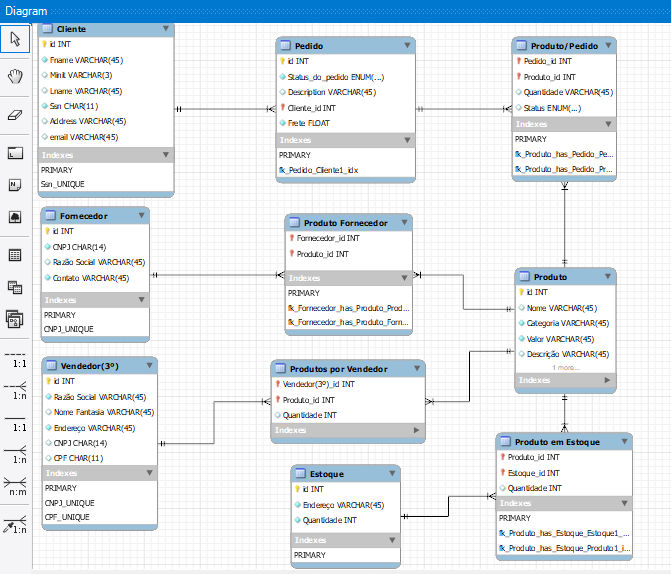 Diagram
Cliente
id INT
Fname VARCHAR(45)
Minit VARCHAR(3)
Lname VARCHAR(45)
Ssn CHAR(11)
Address VARCHAR(45)
email VARCHAR(45)
Indexes
PRIMARY
Ssn_UNIQUE
Pedido
id INT
Status_do_pedido ENUM(...)
Description VARCHAR(45)
Cliente_id INT
Frete FLOAT
Indexes
PRIMARY
fk_Pedido_Cliente1_idx
Produto/Pedido
Pedido_id INT
Produto_id INT
Quantidade VARCHAR(45)
Status ENUM(...)
Indexes
PRIMARY
fk_Produto_has_Pedido_Pe...
fk_Produto_has_Pedido_Pr...
Fornecedor
id INT
CNPJ CHAR(14)
Razão Social VARCHAR(45)
Contato VARCHAR(45)
Indexes
PRIMARY
CNPJ_UNIQUE
Produto Fornecedor
Fornecedor_id INT
Produto_id INT
Indexes
PRIMARY
fk_Fornecedor_has_Produto_Prod...
fk_Fornecedor_has_Produto_Forn...
Produto
id INT
Nome VARCHAR(45)
Categoria VARCHAR(45)
Valor VARCHAR(45)
Descrição VARCHAR(45)
1 more...
Indexes
Vendedor(3º)
id INT
Razão Social VARCHAR(45)
Nome Fantasia VARCHAR(45)
Endereço VARCHAR(45)
CNPJ CHAR(14)
CPF CHAR(11)
Indexes
PRIMARY
CNPJ_UNIQUE
CPF_UNIQUE
Produtos por Vendedor
Vendedor(3º)_id INT
Produto_id INT
Quantidade INT
Indexes
Estoque
id INT
Endereço VARCHAR(45)
Quantidade INT
Indexes
PRIMARY
Produto em Estoque
Produto_id INT
Estoque_id INT
Quantidade INT
Indexes
PRIMARY
fk_Produto_has_Estoque_Estoque1_...
fk_Produto_has_Estoque_Produto1_i...
1:1
1:n
1:1
1:n
n:m
1:n